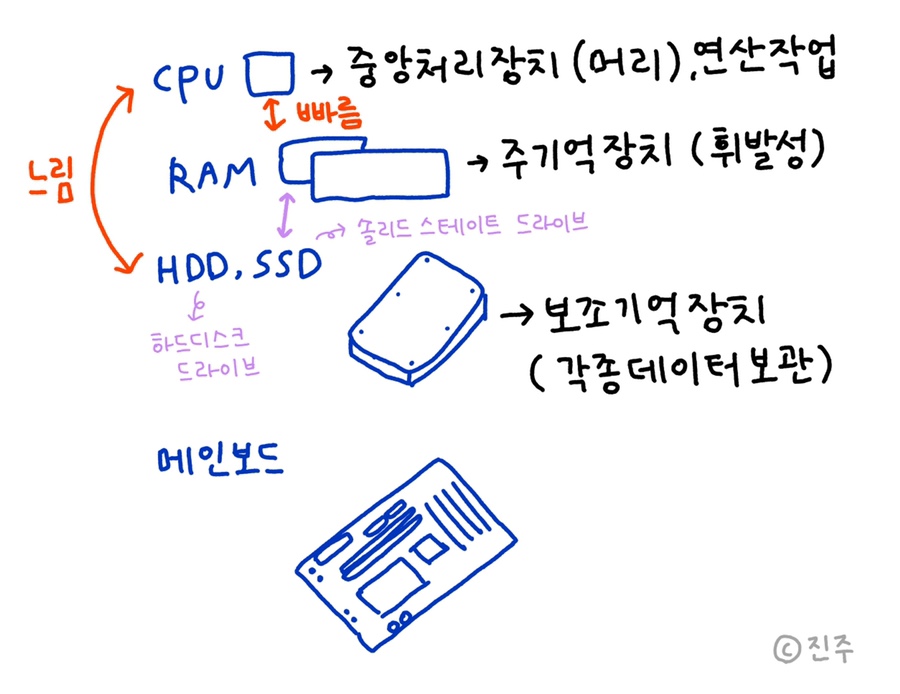 CPU → 중앙처리장치(머리),연산작업
↕ 빠름
느림
RAM → 주기억장치 (휘발성)
→ 솔리드 스테이트 드라이브
HDD, SSD
하드디스크
드라이브
→ 보조기억장치
(각종데이터보관)
메인보드
ⓒ진주